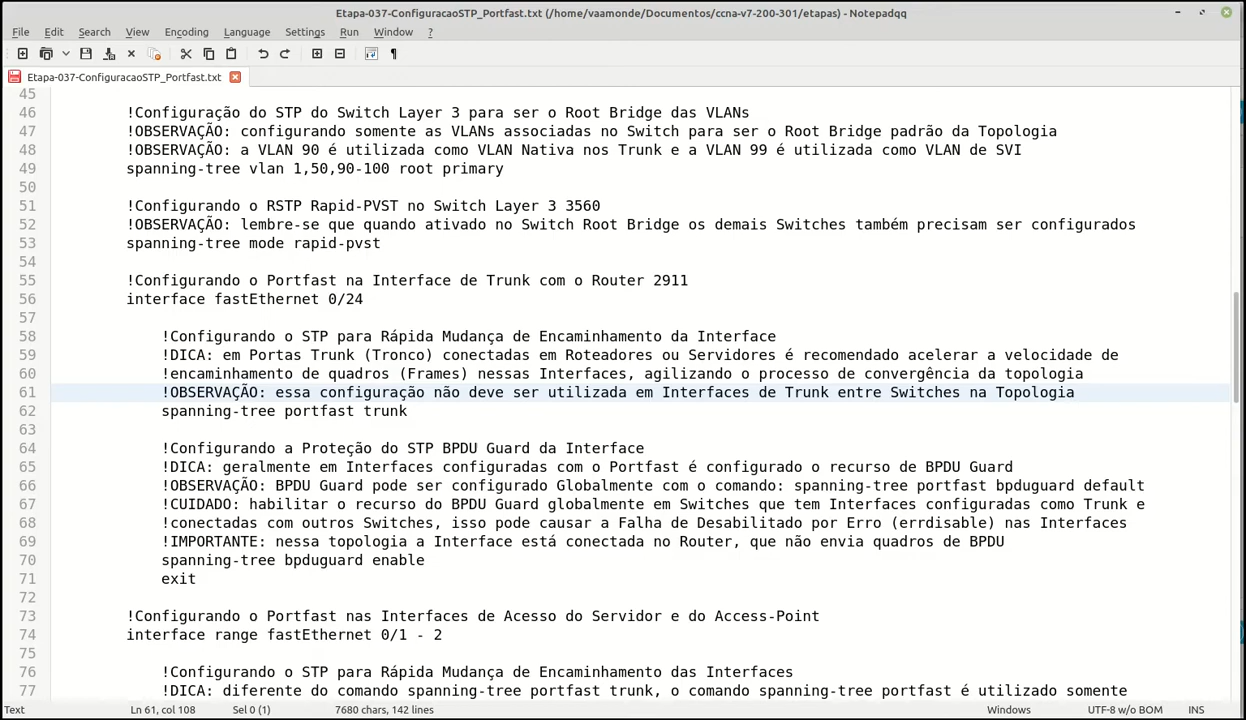 Etapa-037-ConfiguracaoSTP_Portfast.txt (/home/vaamonde/Documentos/ccna-v7-200-301/etapas) - Notepadqq
File Edit Search View Encoding Language Settings Run Window ?
Etapa-037-ConfiguracaoSTP_Portfast.txt
45
46 !Configuração do STP do Switch Layer 3 para ser o Root Bridge das VLANs
47 !OBSERVAÇÃO: configurando somente as VLANs associadas no Switch para ser o Root Bridge padrão da Topologia
48 !OBSERVAÇÃO: a VLAN 90 é utilizada como VLAN Nativa nos Trunk e a VLAN 99 é utilizada como VLAN de SVI
49 spanning-tree vlan 1,50,90-100 root primary
50
51 !Configurando o RSTP Rapid-PVST no Switch Layer 3 3560
52 !OBSERVAÇÃO: lembre-se que quando ativado no Switch Root Bridge os demais Switches também precisam ser configurados
53 spanning-tree mode rapid-pvst
54
55 !Configurando o Portfast na Interface de Trunk com o Router 2911
56 interface fastEthernet 0/24
57
58 !Configurando o STP para Rápida Mudança de Encaminhamento da Interface
59 !DICA: em Portas Trunk (Tronco) conectadas em Roteadores ou Servidores é recomendado acelerar a velocidade de
60 !encaminhamento de quadros (Frames) nessas Interfaces, agilizando o processo de convergência da topologia
61 !OBSERVAÇÃO: essa configuração não deve ser utilizada em Interfaces de Trunk entre Switches na Topologia
62 spanning-tree portfast trunk
63
64 !Configurando a Proteção do STP BPDU Guard da Interface
65 !DICA: geralmente em Interfaces configuradas com o Portfast é configurado o recurso de BPDU Guard
66 !OBSERVAÇÃO: BPDU Guard pode ser configurado Globalmente com o comando: spanning-tree portfast bpduguard default
67 !CUIDADO: habilitar o recurso do BPDU Guard globalmente em Switches que tem Interfaces configuradas como Trunk e
68 !conectadas com outros Switches, isso pode causar a Falha de Desabilitado por Erro (errdisable) nas Interfaces
69 !IMPORTANTE: nessa topologia a Interface está conectada no Router, que não envia quadros de BPDU
70 spanning-tree bpduguard enable
71 exit
72
73 !Configurando o Portfast nas Interfaces de Acesso do Servidor e do Access-Point
74 interface range fastEthernet 0/1 - 2
75
76 !Configurando o STP para Rápida Mudança de Encaminhamento das Interfaces
77 !DICA: diferente do comando spanning-tree portfast trunk, o comando spanning-tree portfast é utilizado somente
Text Ln 61, col 108 Sel 0 (1) 7680 chars, 142 lines Windows UTF-8 w/o BOM INS